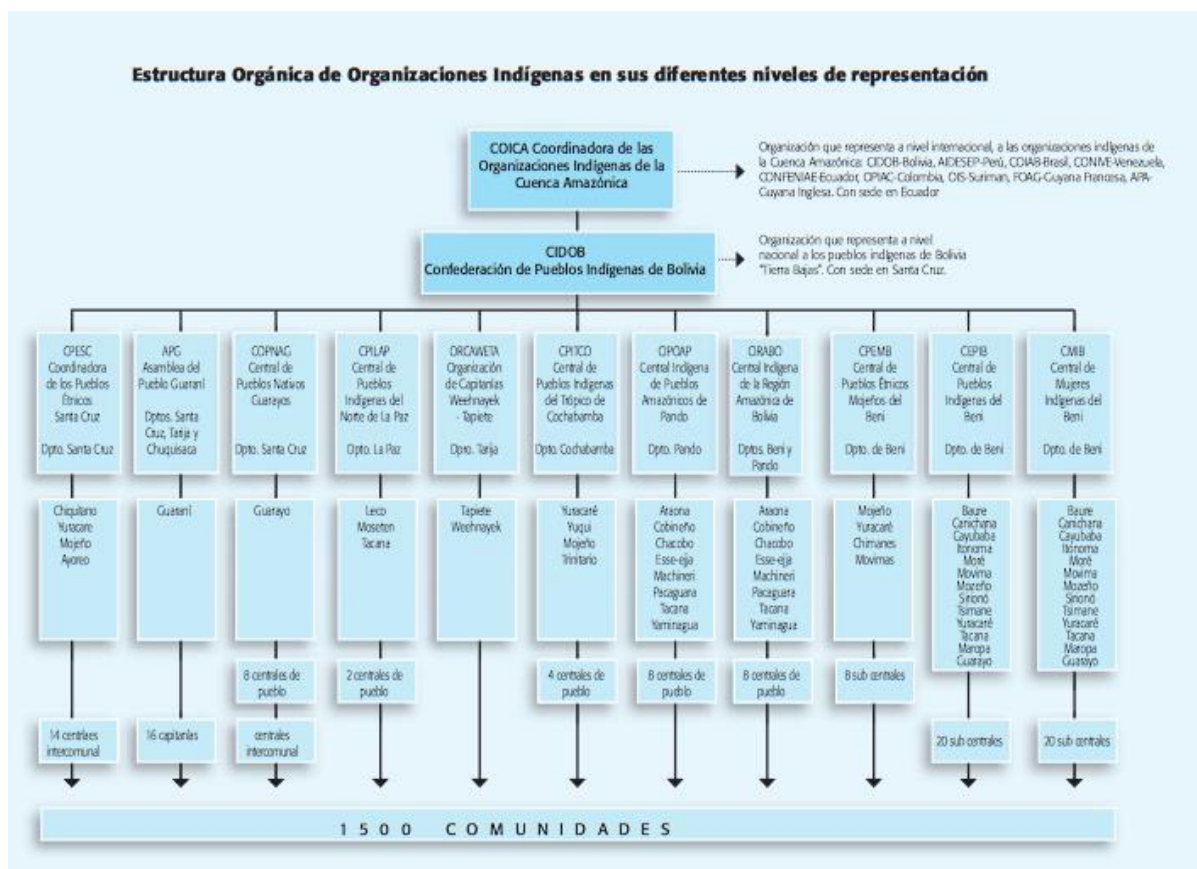 Estructura Orgánica de Organizaciones Indígenas en sus diferentes niveles de representación
COICA Coordinadora de las
Organizaciones Indígenas de la
Cuenca Amazónica
Organización que representa a nivel internacional, a las organizaciones indígenas de
la Cuenca Amazónica: CIDOB-Bolivia, AIDESEP-Perú, COIAB-Brasil, CONIVE-Venezuela,
CONFENIAE-Ecuador, OPIAC-Colombia, OIS-Suriman, FOAG-Guyana Francesa, APA-
Guyana Inglesa. Con sede en Ecuador
CIDOB
Confederación de Pueblos Indígenas de Bolivia
Organización que representa a nivel
nacional a los pueblos indígenas de Bolivia
"Tierra Bajas". Con sede en Santa Cruz.
CPESC
Coordinadora
de los Pueblos
Étnicos
Santa Cruz
Dpto. Santa Cruz
APG
Asamblea del
Pueblo Guaraní
Dptos. Santa
Cruz, Tarija y
Chuquisaca
COPNAG
Central de
Pueblos Nativos
Guarayos
Dpto. Santa Cruz
CPILAP
Central de
Pueblos
Indígenas del
Norte de La Paz
Dpto. La Paz
ORCAWETA
Organización
de Capitanías
Weehnayek
- Tapiete
Dpro. Tarija
CPITCO
Central de
Pueblos Indígenas
del Trópico de
Cochabamba
Dpto. Cochabamba
CIPOAP
Central Indígena
de Pueblos
Amazónicos de
Pando
Dpto. Pando
CIRABO
Central Indígena
de la Región
Amazónica de
Bolivia
Dptos. Beni y
Pando
CPEMB
Central de
Pueblos Étnicos
Mojeños del
Beni
Dpto. de Beni
CEPIB
Central de
Pueblos
Indígenas del
Beni
Dpto. de Beni
CMIB
Central de
Mujeres
Indígenas del
Beni
Dpto. de Beni
Chiquitano
Yuracare
Mojeño
Ayoreo
Guaraní
Guarayo
Leco
Moseten
Tacana
Tapiete
Weehnayek
Yuracaré
Yuqui
Mojeño
Trinitario
Araona
Cobineño
Chacobo
Esse-eja
Machineri
Pacaguara
Tacana
Yaminagua
Araona
Cobineño
Chacobo
Esse-eja
Machineri
Pacaguara
Tacana
Yaminagua
Mojeño
Yuracaré
Chimanes
Movimas
Baure
Canichana
Cayubaba
Itonoma
Moré
Movima
Mozeño
Sirionó
Tsimane
Yuracaré
Tacana
Maropa
Guarayo
Baure
Canichana
Cayubaba
Itonoma
Moré
Movima
Mozeño
Sirionó
Tsimane
Yuracaré
Tacana
Maropa
Guarayo
8 centrales de
pueblo
2 centrales de
pueblo
4 centrales de
pueblo
8 centrales de
pueblo
8 centrales de
pueblo
8 sub centrales
14 centrlaes
intercomunal
16 capitanías
centrales
intercomunal
20 sub centrales
20 sub centrales
1500 COMUNIDADES